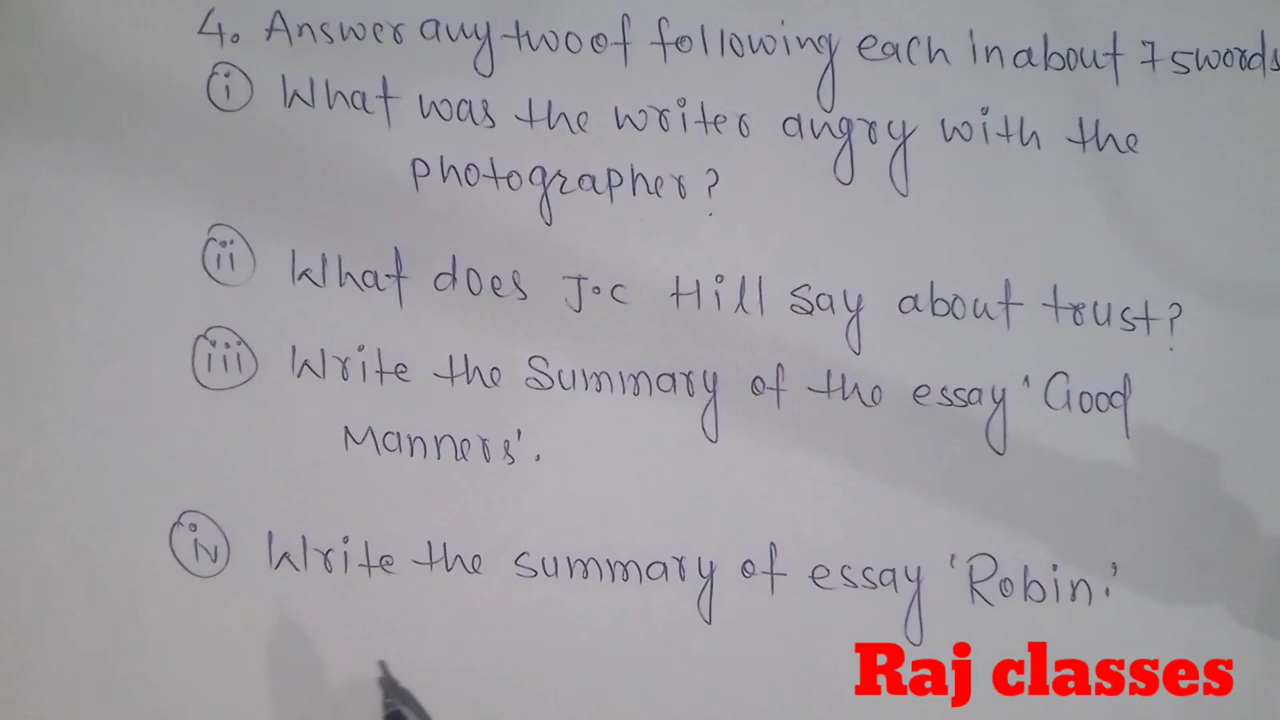 4. Answer any two of following each in about 75 words
i What was the writer angry with the
photographer?
ii What does J.C Hill say about trust?
iii Write the Summary of the essay 'Good
Manners'.
iv Write the summary of essay 'Robin.'
Raj classes